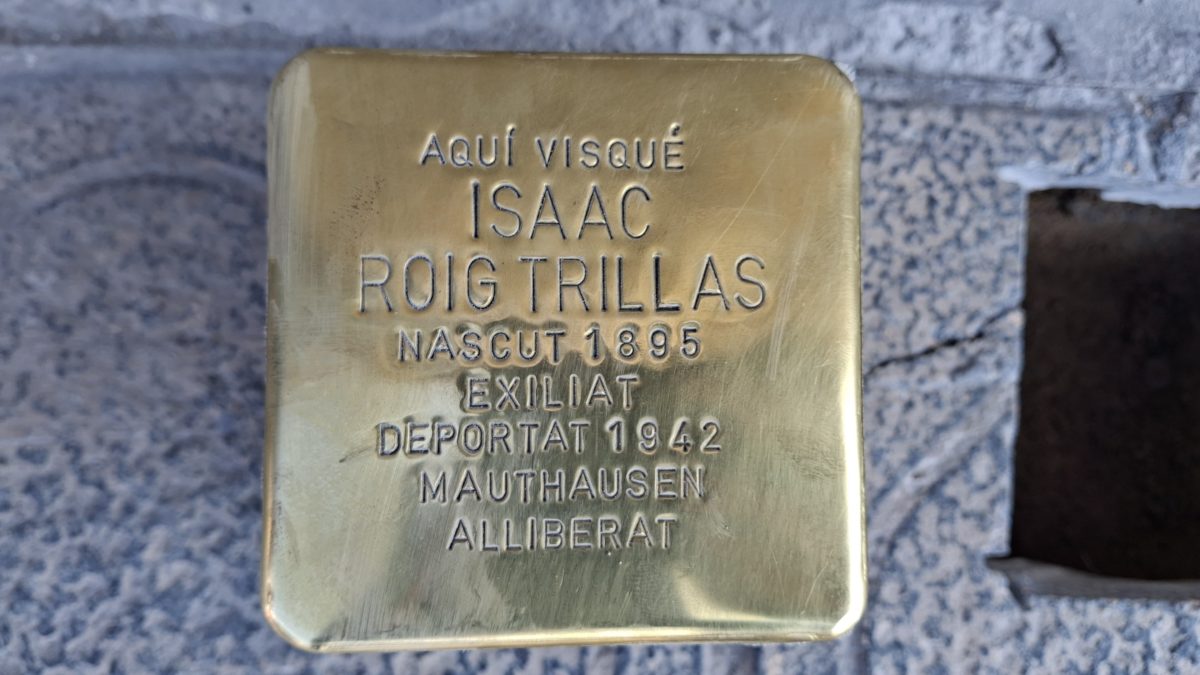 AQUÍ VISQUÉ
ISAAC
ROIG TRILLAS
NASCUT 1895
EXILIAT
DEPORTAT 1942
MAUTHAUSEN
ALLIBERAT